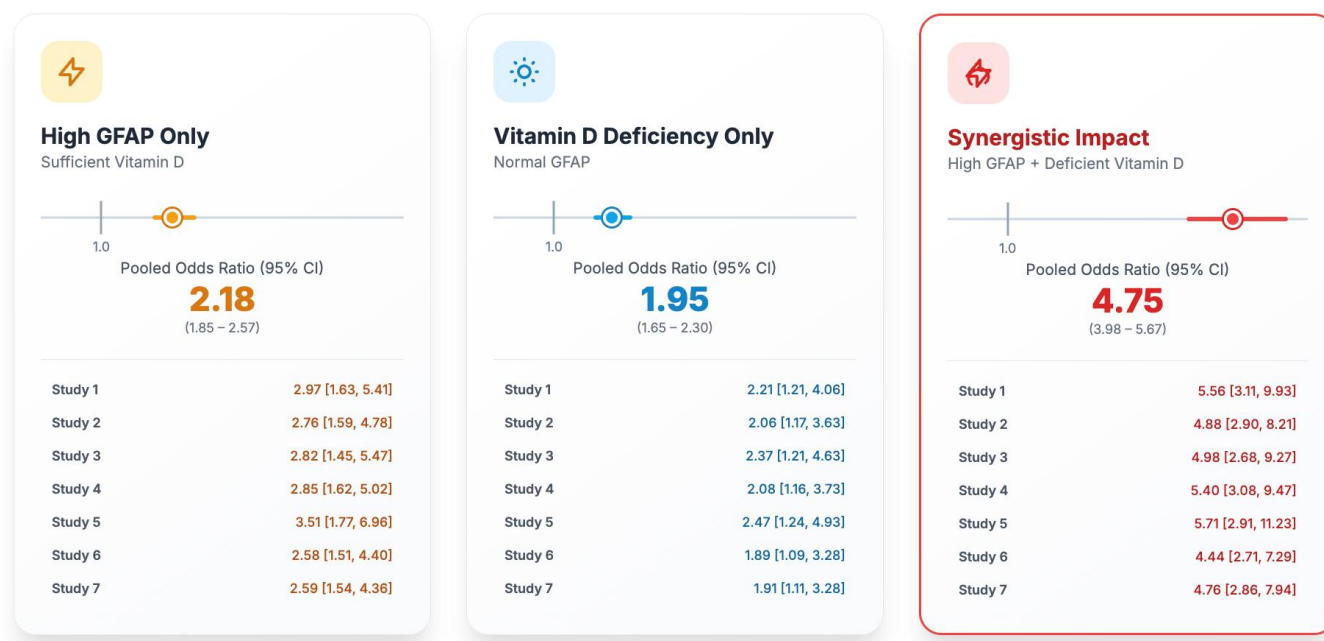 High GFAP Only
Sufficient Vitamin D
1.0
Pooled Odds Ratio (95% CI)
2.18
(1.85 – 2.57)
Study 1 2.97 [1.63, 5.41]
Study 2 2.76 [1.59, 4.78]
Study 3 2.82 [1.45, 5.47]
Study 4 2.85 [1.62, 5.02]
Study 5 3.51 [1.77, 6.96]
Study 6 2.58 [1.51, 4.40]
Study 7 2.59 [1.54, 4.36]
Vitamin D Deficiency Only
Normal GFAP
1.0
Pooled Odds Ratio (95% CI)
1.95
(1.65 – 2.30)
Study 1 2.21 [1.21, 4.06]
Study 2 2.06 [1.17, 3.63]
Study 3 2.37 [1.21, 4.63]
Study 4 2.08 [1.16, 3.73]
Study 5 2.47 [1.24, 4.93]
Study 6 1.89 [1.09, 3.28]
Study 7 1.91 [1.11, 3.28]
Synergistic Impact
High GFAP + Deficient Vitamin D
1.0
Pooled Odds Ratio (95% CI)
4.75
(3.98 – 5.67)
Study 1 5.56 [3.11, 9.93]
Study 2 4.88 [2.90, 8.21]
Study 3 4.98 [2.68, 9.27]
Study 4 5.40 [3.08, 9.47]
Study 5 5.71 [2.91, 11.23]
Study 6 4.44 [2.71, 7.29]
Study 7 4.76 [2.86, 7.94]